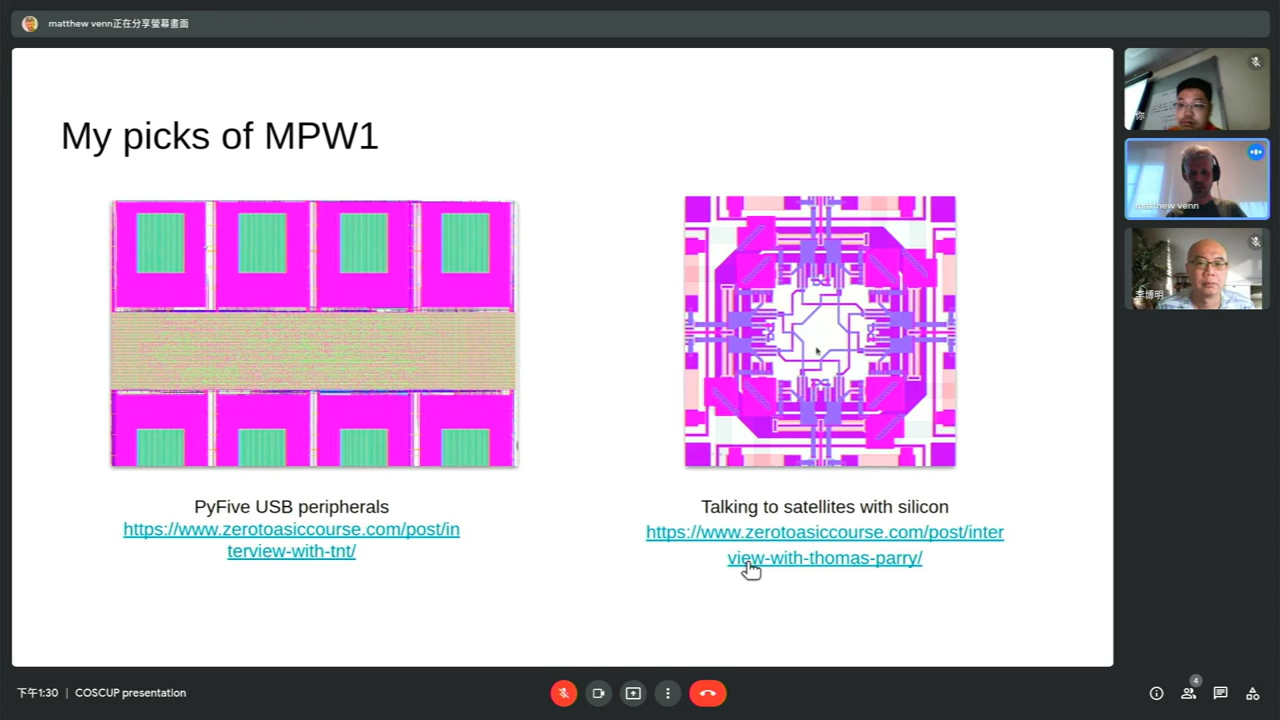 matthew venn正在分享螢幕畫面
My picks of MPW1
PyFive USB peripherals
https://www.zerotoasiccourse.com/post/in
terview-with-tnt/
Talking to satellites with silicon
https://www.zerotoasiccourse.com/post/inter
view-with-thomas-parry/
你
matthew venn
李博明
下午1:30 | COSCUP presentation
4